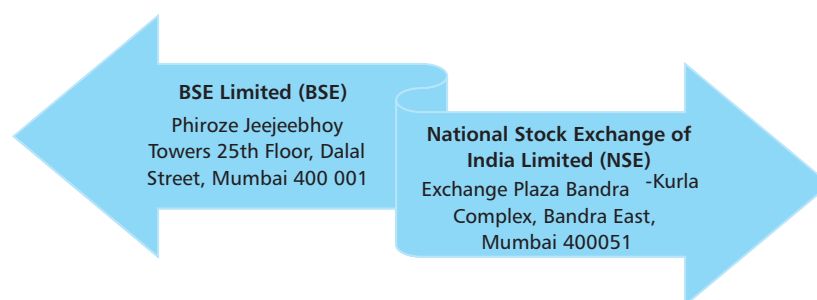 BSE Limited (BSE)
Phiroze Jeejeebhoy
Towers 25th Floor, Dalal
Street, Mumbai 400 001
National Stock Exchange of
India Limited (NSE)
Exchange Plaza Bandra -Kurla
Complex, Bandra East,
Mumbai 400051